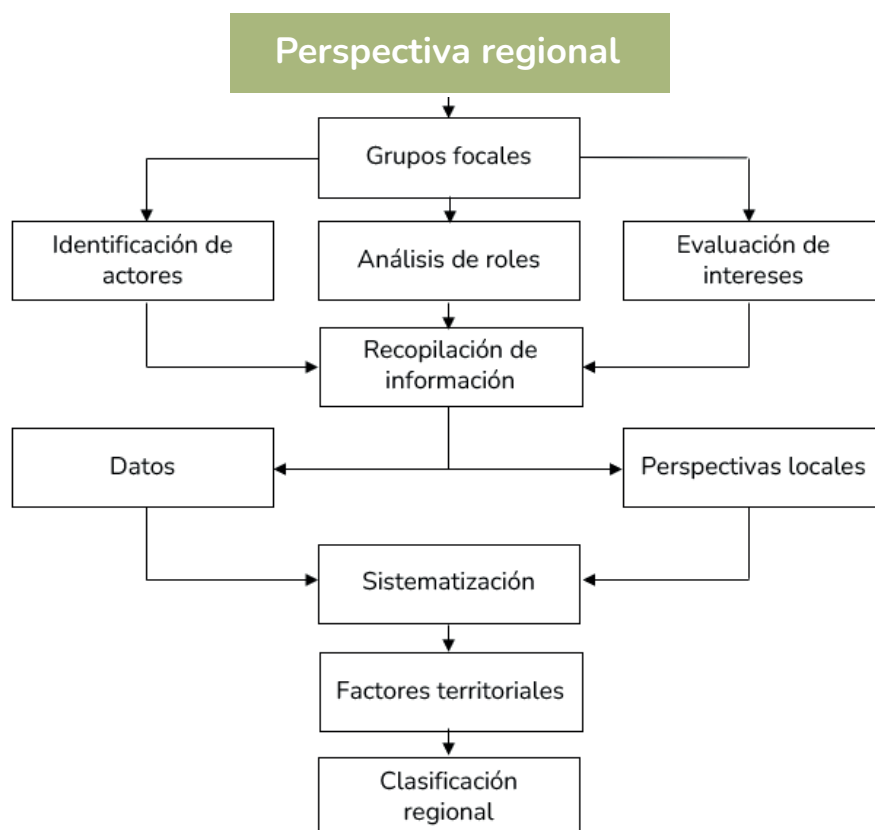 Perspectiva regional
Grupos focales
Identificación de
actores
Análisis de roles
Evaluación de
intereses
Recopilación de
información
Datos
Perspectivas locales
Sistematización
Factores territoriales
Clasificación
regional